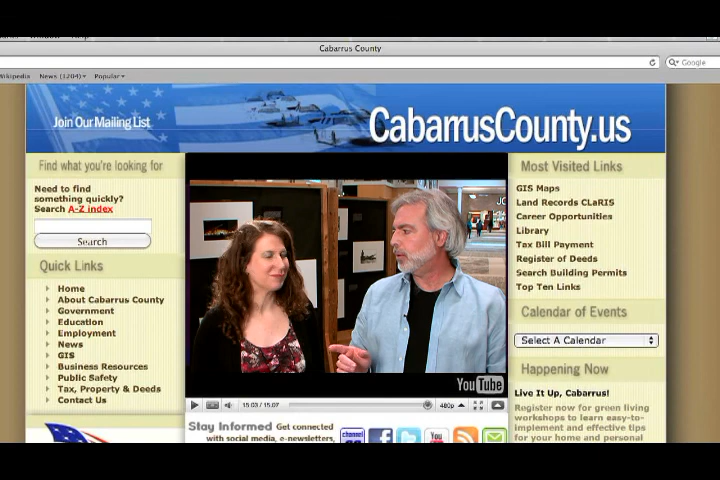 Cabarrus County
Google
Wikipedia News (1204) Popular
Join Our Mailing List
CabarrusCounty.us
Find what you're looking for
Need to find
something quickly?
Search A-Z index
Search
Quick Links
Home
About Cabarrus County
Government
Education
Employment
News
GIS
Business Resources
Public Safety
Tax, Property & Deeds
Contact Us
YouTube
15:03 / 15:07
480p
Stay Informed Get connected
with social media, e-newsletters,
channel
You
Most Visited Links
GIS Maps
Land Records CLaRIS
Career Opportunities
Library
Tax Bill Payment
Register of Deeds
Search Building Permits
Top Ten Links
Calendar of Events
Select A Calendar
Happening Now
Live It Up, Cabarrus!
Register now for green living
workshops to learn easy-to-
implement and effective tips
for your home and personal